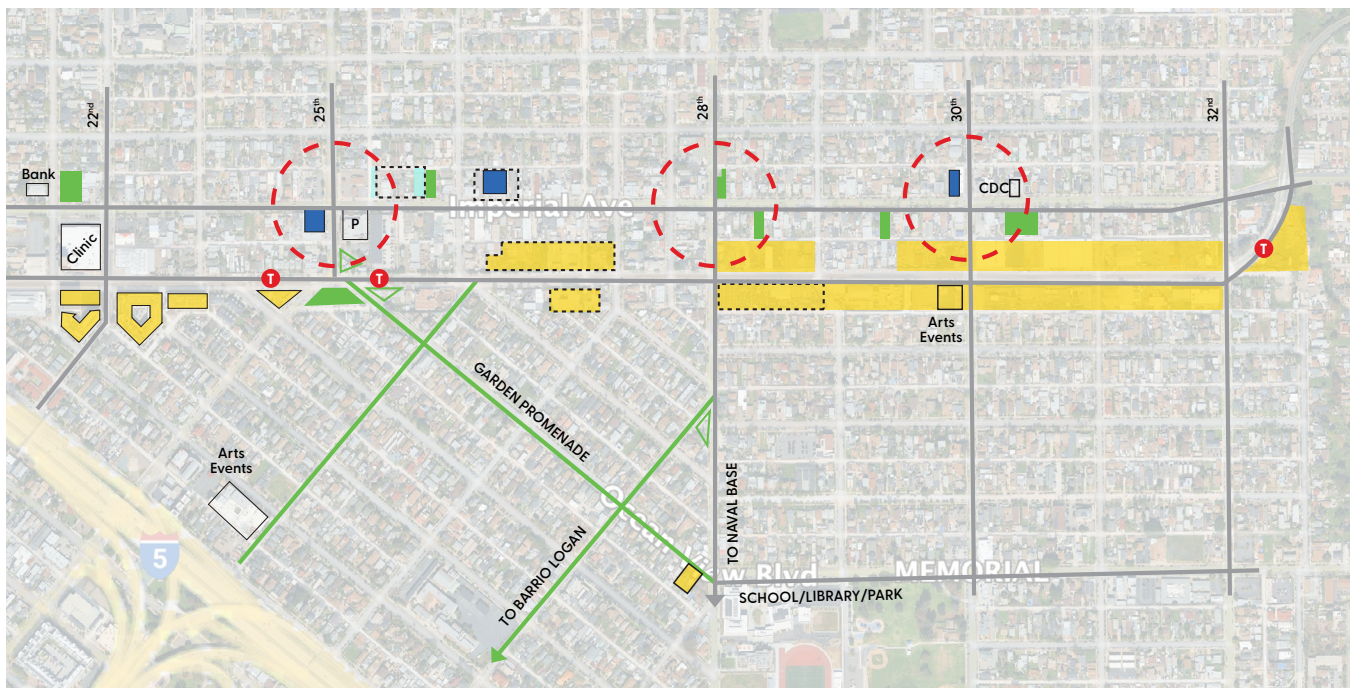 22nd
25th
28th
30th
32nd
Bank
CDC
P
Imperial Ave
Clinic
T
T
T
Arts
Events
GARDEN PROMENADE
Arts
Events
TO NAVAL BASE
5
TO BARRIO LOGAN
MEMORIAL
SCHOOL/LIBRARY/PARK